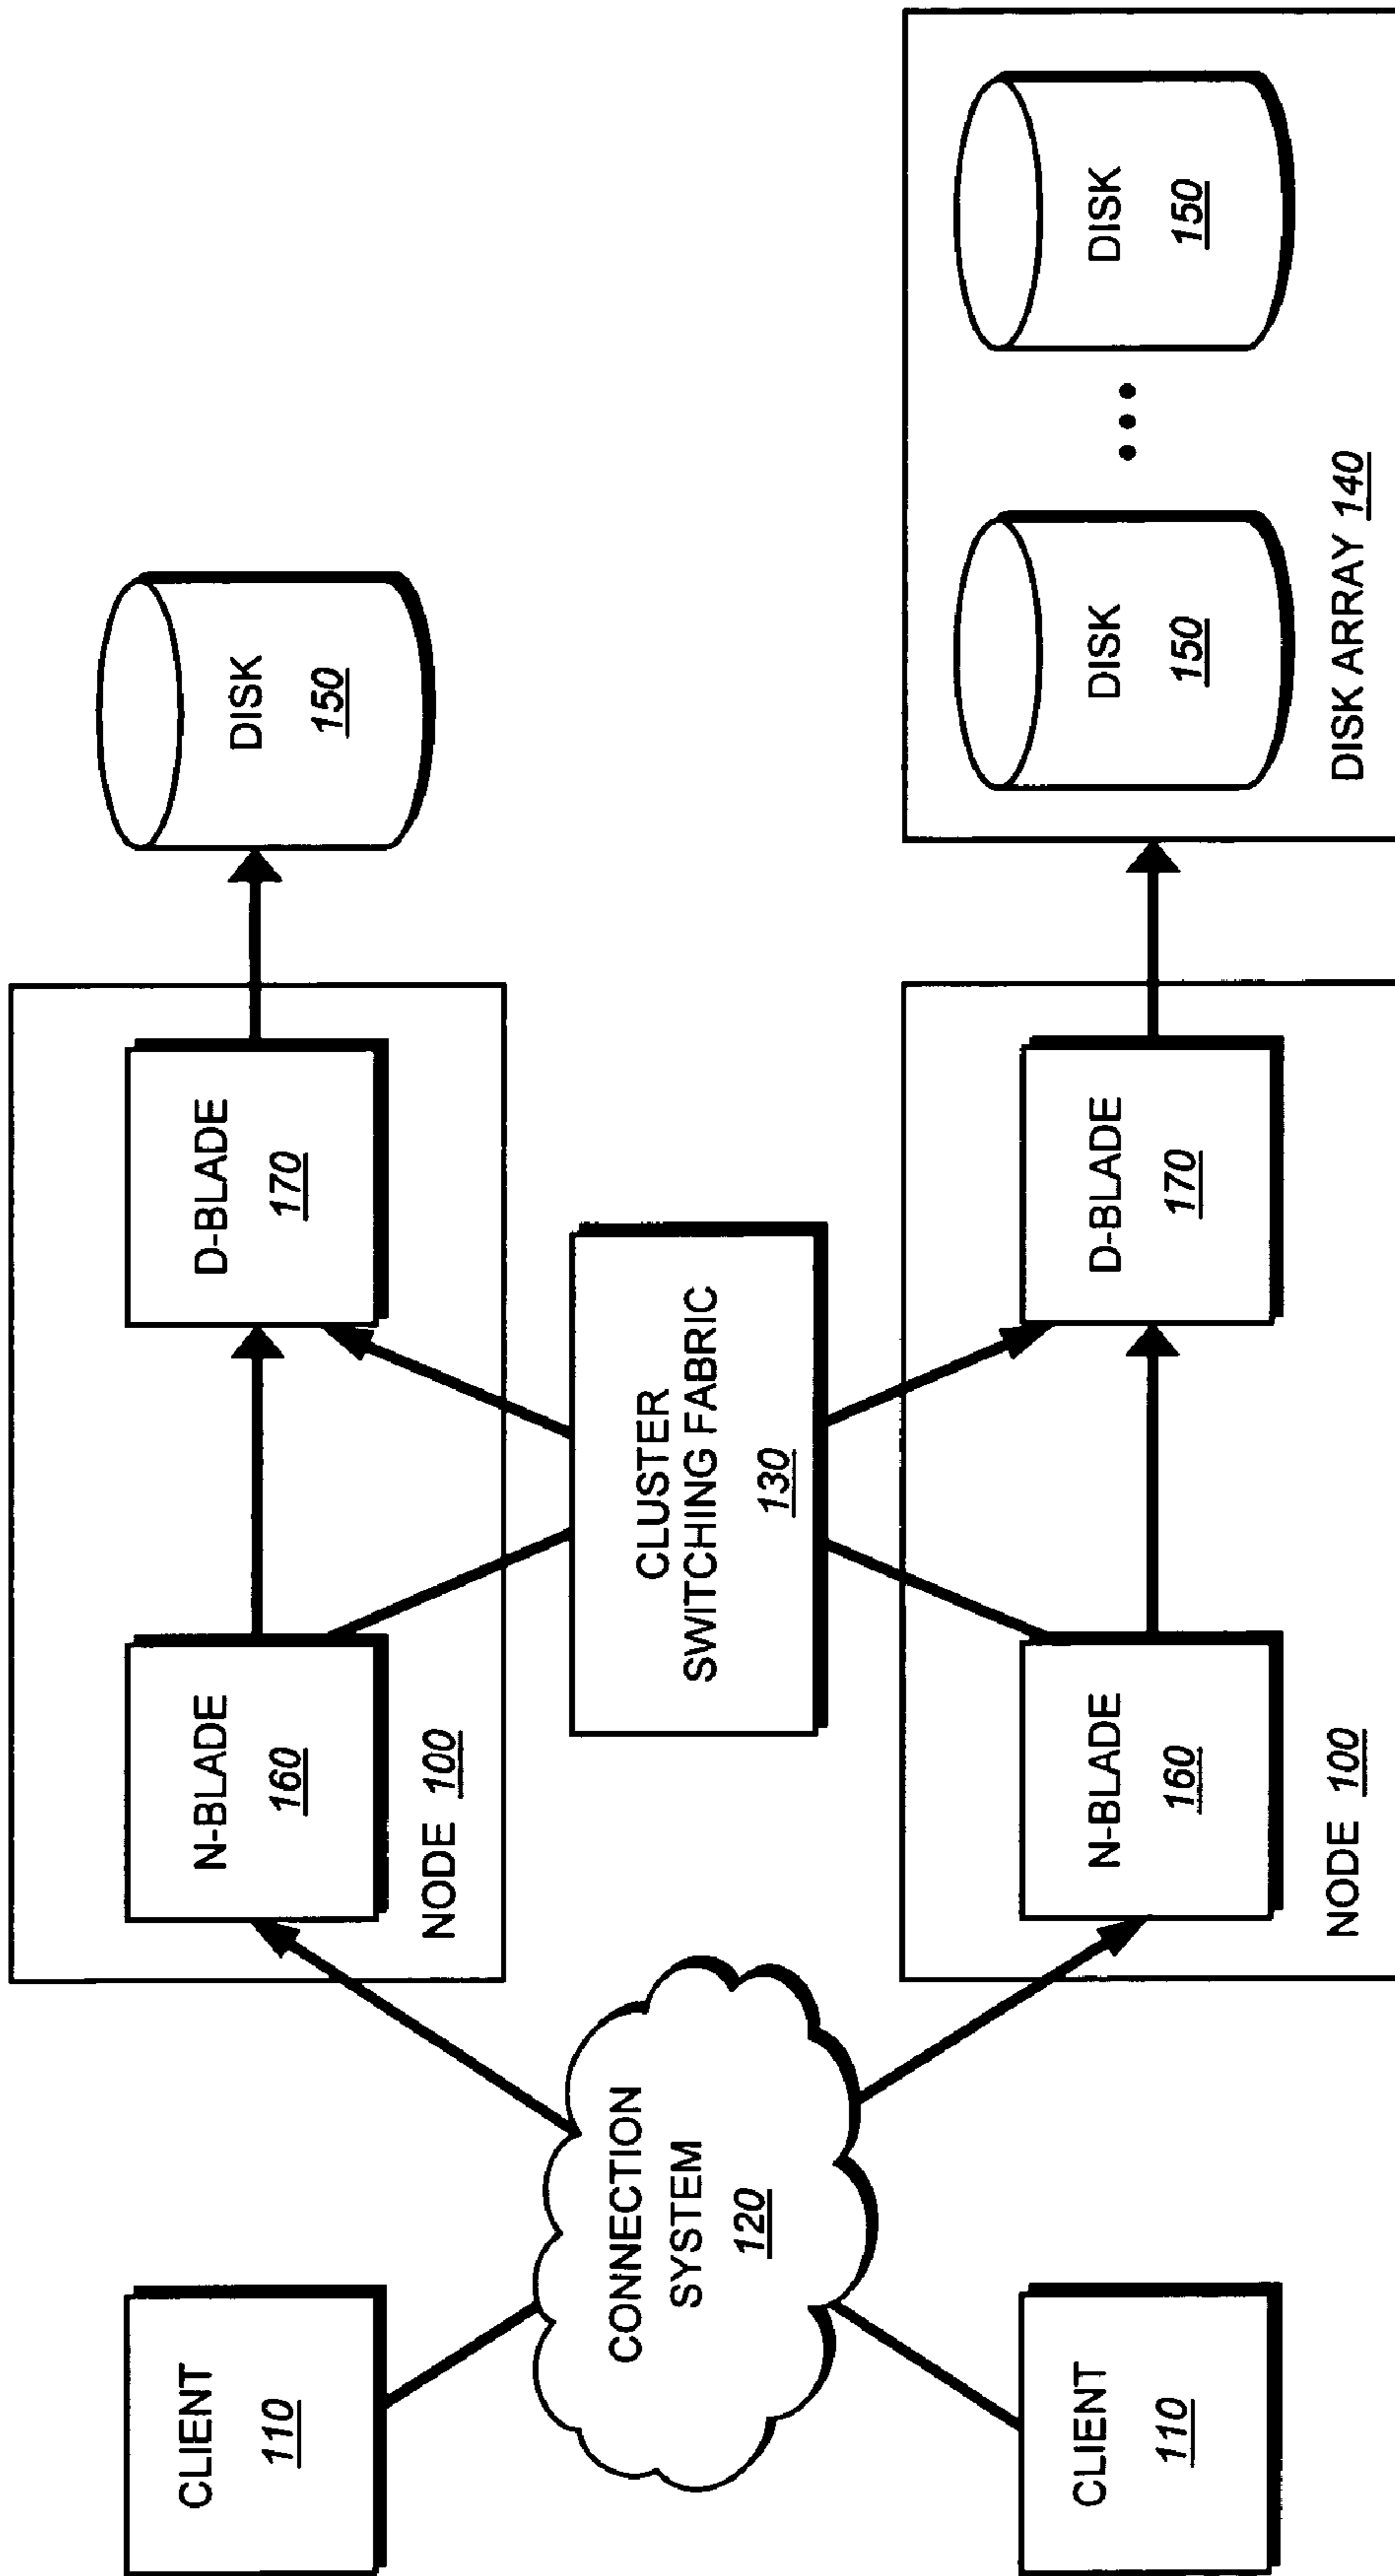 CLIENT
110
CLIENT
110
CONNECTION
SYSTEM
120
N-BLADE
160
NODE 100
D-BLADE
170
CLUSTER
SWITCHING FABRIC
130
N-BLADE
160
NODE 100
D-BLADE
170
DISK
150
DISK
150
DISK
150
DISK ARRAY 140